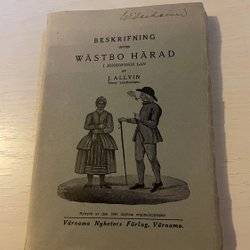 BESKRIFNING
ÖFVER
WÄSTBO HÄRAD
I JÖNKÖPINGS LÄN
AF
J. ALLVIN
Värnamo Nyheters Förlag, Värnamo.